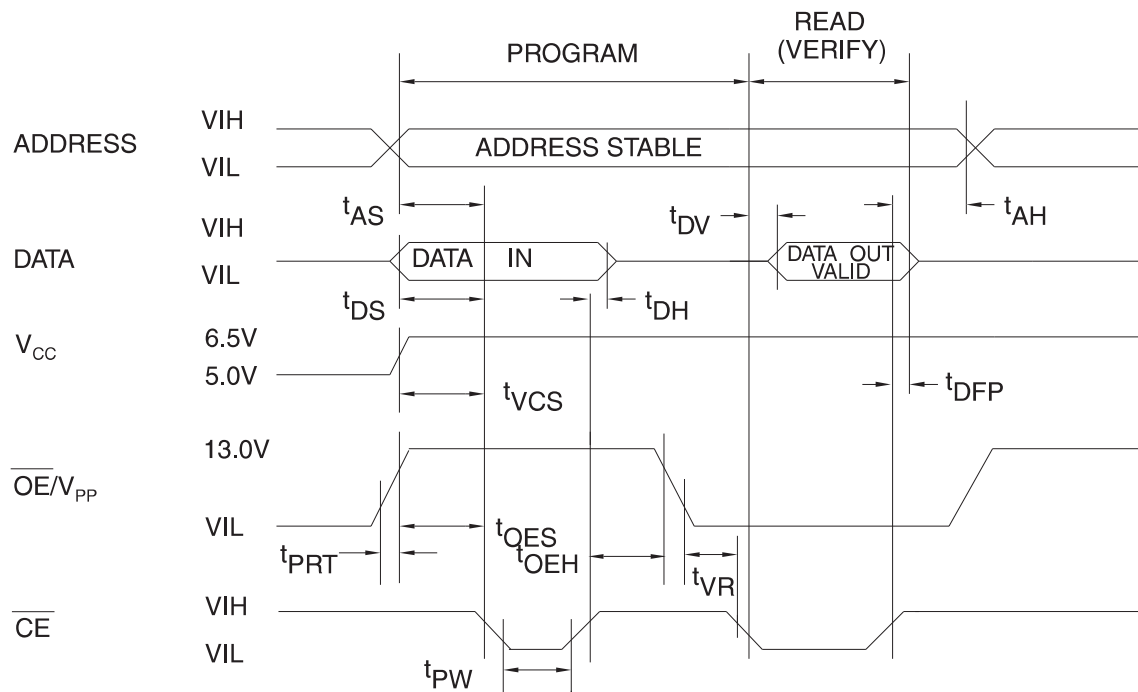 READ
(VERIFY)
PROGRAM
ADDRESS
VIH
VIL
ADDRESS STABLE
tAS
tDV
tAH
DATA
VIH
VIL
DATA IN
DATA OUT
VALID
tDS
tDH
VCC
6.5V
5.0V
tVCS
tDFP
OE/VPP
13.0V
VIL
tOES
tPRT
tOEH
tVR
CE
VIH
VIL
tPW